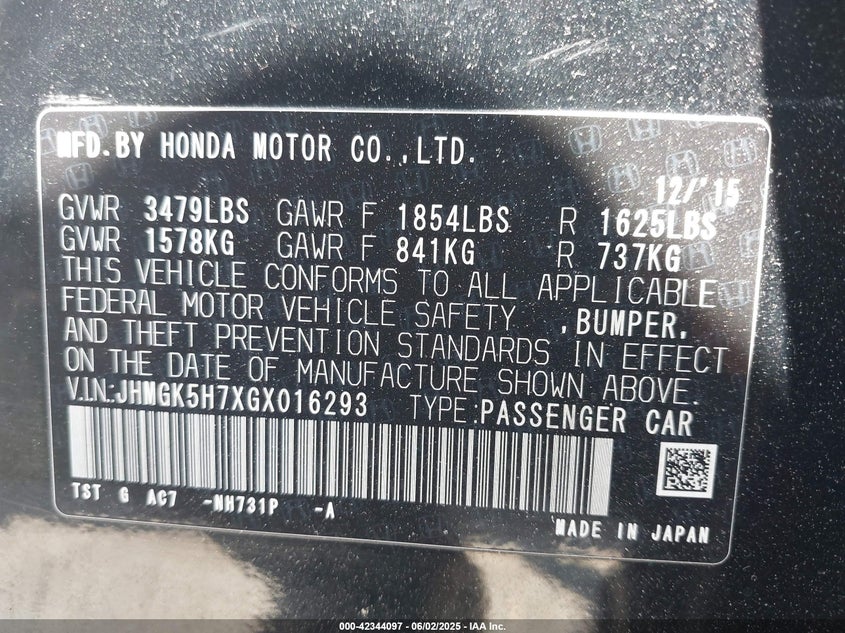 MFD.BY HONDA MOTOR CO.,LTD.
12/'15
GVWR 3479LBS GAWR F 1854LBS R 1625LBS
GVWR 1578KG GAWR F 841KG R 737KG
THIS VEHICLE CONFORMS TO ALL APPLICABLE
FEDERAL MOTOR VEHICLE SAFETY ,BUMPER,
AND THEFT PREVENTION STANDARDS IN EFFECT
ON THE DATE OF MANUFACTURE SHOWN ABOVE.
V.I.N:JHMGK5H7XGX016293 TYPE:PASSENGER CAR
TST G AC7 -NH731P -A
MADE IN JAPAN
000-42344097 - 06/02/2025 - © IAA Inc.